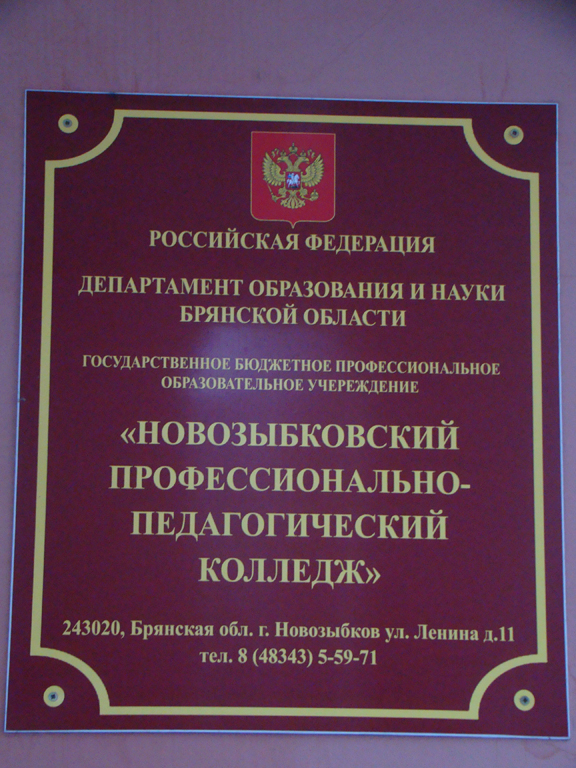 РОССИЙСКАЯ ФЕДЕРАЦИЯ
ДЕПАРТАМЕНТ ОБРАЗОВАНИЯ И НАУКИ
БРЯНСКОЙ ОБЛАСТИ
ГОСУДАРСТВЕННОЕ БЮДЖЕТНОЕ ПРОФЕССИОНАЛЬНОЕ
ОБРАЗОВАТЕЛЬНОЕ УЧЕРЕЖДЕНИЕ
«НОВОЗЫБКОВСКИЙ
ПРОФЕССИОНАЛЬНО-
ПЕДАГОГИЧЕСКИЙ
КОЛЛЕДЖ»
243020, Брянская обл. г. Новозыбков ул. Ленина д.11
тел. 8 (48343) 5-59-71